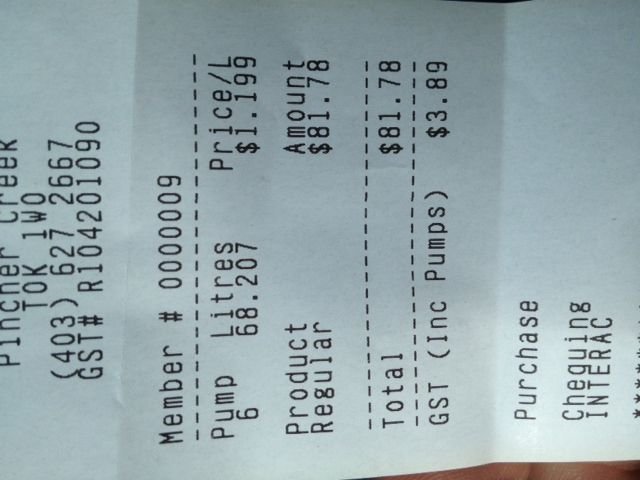 Pincher Creek
T0K 1W0
(403) 627 2667
GST# R104201090
Member # 0000009
--------------------------------
Pump Litres Price/L
6 68.207 $1.199
Product Amount
Regular $81.78
--------------------------------
Total $81.78
--------------------------------
GST (Inc Pumps) $3.89
Purchase
Chequing
INTERAC